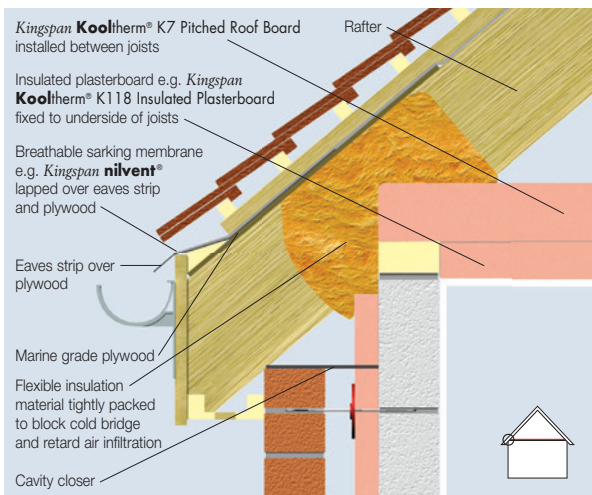 Kingspan Kooltherm® K7 Pitched Roof Board
installed between joists
Rafter
Insulated plasterboard e.g. Kingspan
Kooltherm® K118 Insulated Plasterboard
fixed to underside of joists
Breathable sarking membrane
e.g. Kingspan nilvent®
lapped over eaves strip
and plywood
Eaves strip over
plywood
Marine grade plywood
Flexible insulation
material tightly packed
to block cold bridge
and retard air infiltration
Cavity closer